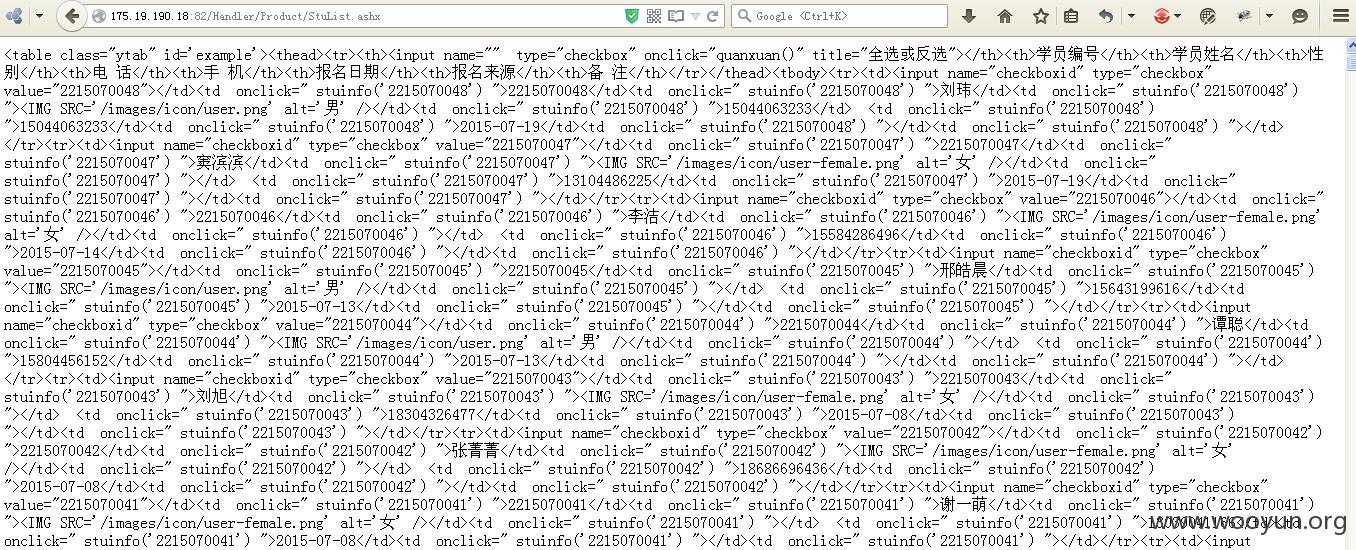 175.19.190.18:82/Handler/Product/StuList.ashx
Google <Ctrl+K>
<table class="ytab" id='example'><thead><tr><th><input name="" type="checkbox" onclick="quanxuan()" title="全选或反选"></th><th>学员编号</th><th>学员姓名</th><th>性
别</th><th>电 话</th><th>手 机</th><th>报名日期</th><th>报名来源</th><th>备 注</th></tr></thead><tbody><tr><td><input name="checkboxid" type="checkbox"
value="2215070048"></td><td onclick=" stuinfo('2215070048') ">2215070048</td><td onclick=" stuinfo('2215070048') ">刘玮</td><td onclick=" stuinfo('2215070048')
"><IMG SRC='/images/icon/user.png' alt='男' /></td><td onclick=" stuinfo('2215070048') ">15044063233</td> <td onclick=" stuinfo('2215070048')
">15044063233</td><td onclick=" stuinfo('2215070048') ">2015-07-19</td><td onclick=" stuinfo('2215070048') "></td><td onclick=" stuinfo('2215070048') "></td>
</tr><tr><td><input name="checkboxid" type="checkbox" value="2215070047"></td><td onclick=" stuinfo('2215070047') ">2215070047</td><td onclick="
stuinfo('2215070047') ">窦滨滨</td><td onclick=" stuinfo('2215070047') "><IMG SRC='/images/icon/user-female.png' alt='女' /></td><td onclick="
stuinfo('2215070047') "></td> <td onclick=" stuinfo('2215070047') ">13104486225</td><td onclick=" stuinfo('2215070047') ">2015-07-19</td><td onclick="
stuinfo('2215070047') "></td><td onclick=" stuinfo('2215070047') "></td></tr><tr><td><input name="checkboxid" type="checkbox" value="2215070046"></td><td onclick="
stuinfo('2215070046') ">2215070046</td><td onclick=" stuinfo('2215070046') ">李洁</td><td onclick=" stuinfo('2215070046') "><IMG SRC='/images/icon/user-female.png'
alt='女' /></td><td onclick=" stuinfo('2215070046') "></td> <td onclick=" stuinfo('2215070046') ">15584286496</td><td onclick=" stuinfo('2215070046')
">2015-07-14</td><td onclick=" stuinfo('2215070046') "></td><td onclick=" stuinfo('2215070046') "></td></tr><tr><td><input name="checkboxid" type="checkbox"
value="2215070045"></td><td onclick=" stuinfo('2215070045') ">2215070045</td><td onclick=" stuinfo('2215070045') ">邢皓晨</td><td onclick=" stuinfo('2215070045')
"><IMG SRC='/images/icon/user.png' alt='男' /></td><td onclick=" stuinfo('2215070045') "></td> <td onclick=" stuinfo('2215070045') ">15643199616</td><td
onclick=" stuinfo('2215070045') ">2015-07-13</td><td onclick=" stuinfo('2215070045') "></td><td onclick=" stuinfo('2215070045') "></td></tr><tr><td><input
name="checkboxid" type="checkbox" value="2215070044"></td><td onclick=" stuinfo('2215070044') ">2215070044</td><td onclick=" stuinfo('2215070044') ">谭聪</td><td
onclick=" stuinfo('2215070044') "><IMG SRC='/images/icon/user.png' alt='男' /></td><td onclick=" stuinfo('2215070044') "></td> <td onclick=" stuinfo('2215070044')
">15804456152</td><td onclick=" stuinfo('2215070044') ">2015-07-13</td><td onclick=" stuinfo('2215070044') "></td><td onclick=" stuinfo('2215070044') "></td>
</tr><tr><td><input name="checkboxid" type="checkbox" value="2215070043"></td><td onclick=" stuinfo('2215070043') ">2215070043</td><td onclick="
stuinfo('2215070043') ">刘旭</td><td onclick=" stuinfo('2215070043') "><IMG SRC='/images/icon/user-female.png' alt='女' /></td><td onclick=" stuinfo('2215070043')
"></td> <td onclick=" stuinfo('2215070043') ">18304326477</td><td onclick=" stuinfo('2215070043') ">2015-07-08</td><td onclick=" stuinfo('2215070043')
"></td><td onclick=" stuinfo('2215070043') "></td></tr><tr><td><input name="checkboxid" type="checkbox" value="2215070042"></td><td onclick=" stuinfo('2215070042')
">2215070042</td><td onclick=" stuinfo('2215070042') ">张菁菁</td><td onclick=" stuinfo('2215070042') "><IMG SRC='/images/icon/user-female.png' alt='女'
/></td><td onclick=" stuinfo('2215070042') "></td> <td onclick=" stuinfo('2215070042') ">18686696436</td><td onclick=" stuinfo('2215070042')
">2015-07-08</td><td onclick=" stuinfo('2215070042') "></td><td onclick=" stuinfo('2215070042') "></td></tr><tr><td><input name="checkboxid" type="checkbox"
value="2215070041"></td><td onclick=" stuinfo('2215070041') ">2215070041</td><td onclick=" stuinfo('2215070041') ">谢一萌</td><td onclick=" stuinfo('2215070041')
"><IMG SRC='/images/icon/user-female.png' alt='女' /></td><td onclick=" stuinfo('2215070041') "></td> <td onclick=" stuinfo('2215070041')
onclick=" stuinfo('2215070041') ">2015-07-08</td><td onclick=" stuinfo('2215070041') "></td><td onclick=" stuinfo('2215070041') "></td></tr><tr><td><input
www.wooyun.org